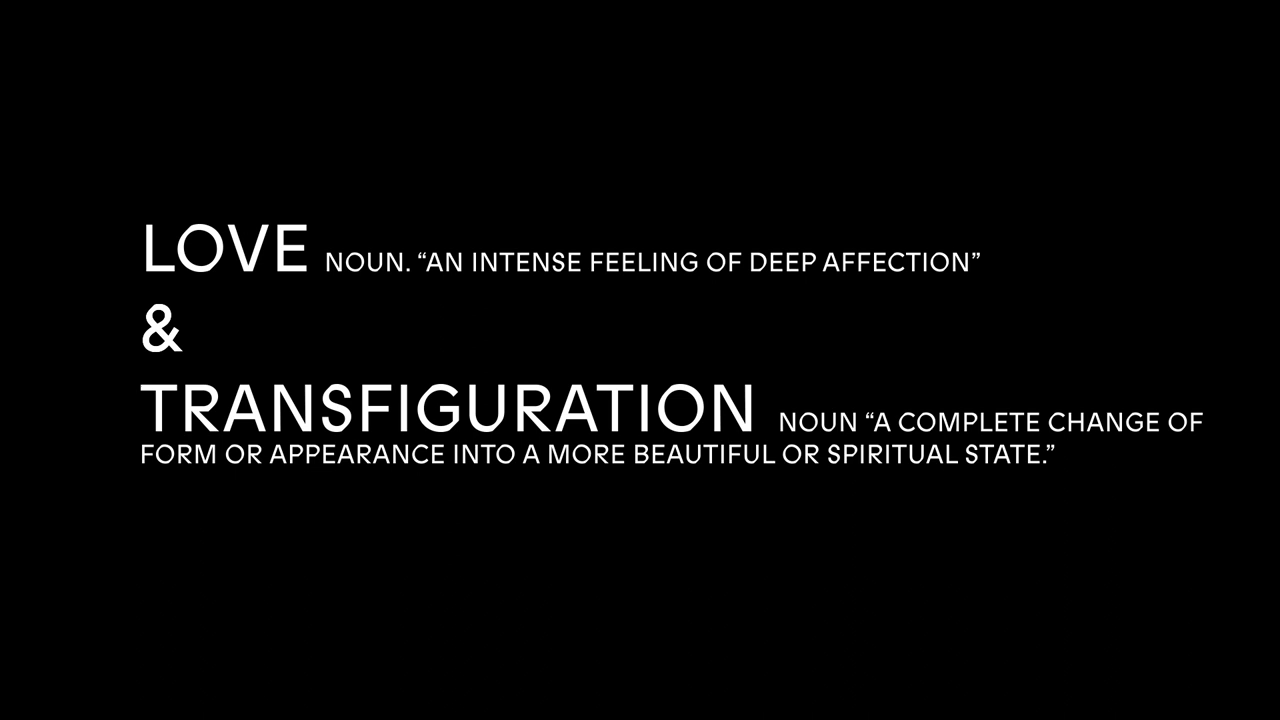 LOVE NOUN. “AN INTENSE FEELING OF DEEP AFFECTION”
&
TRANSFIGURATION NOUN “A COMPLETE CHANGE OF
FORM OR APPEARANCE INTO A MORE BEAUTIFUL OR SPIRITUAL STATE.”